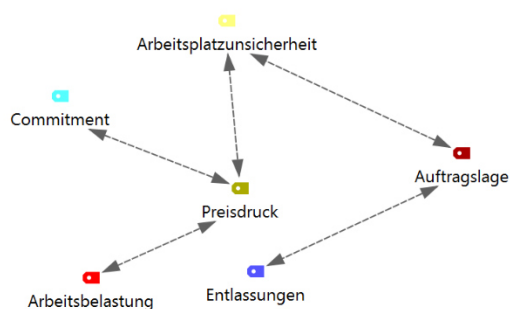 Arbeitsplatzunsicherheit
Commitment
Auftragslage
Preisdruck
Arbeitsbelastung
Entlassungen